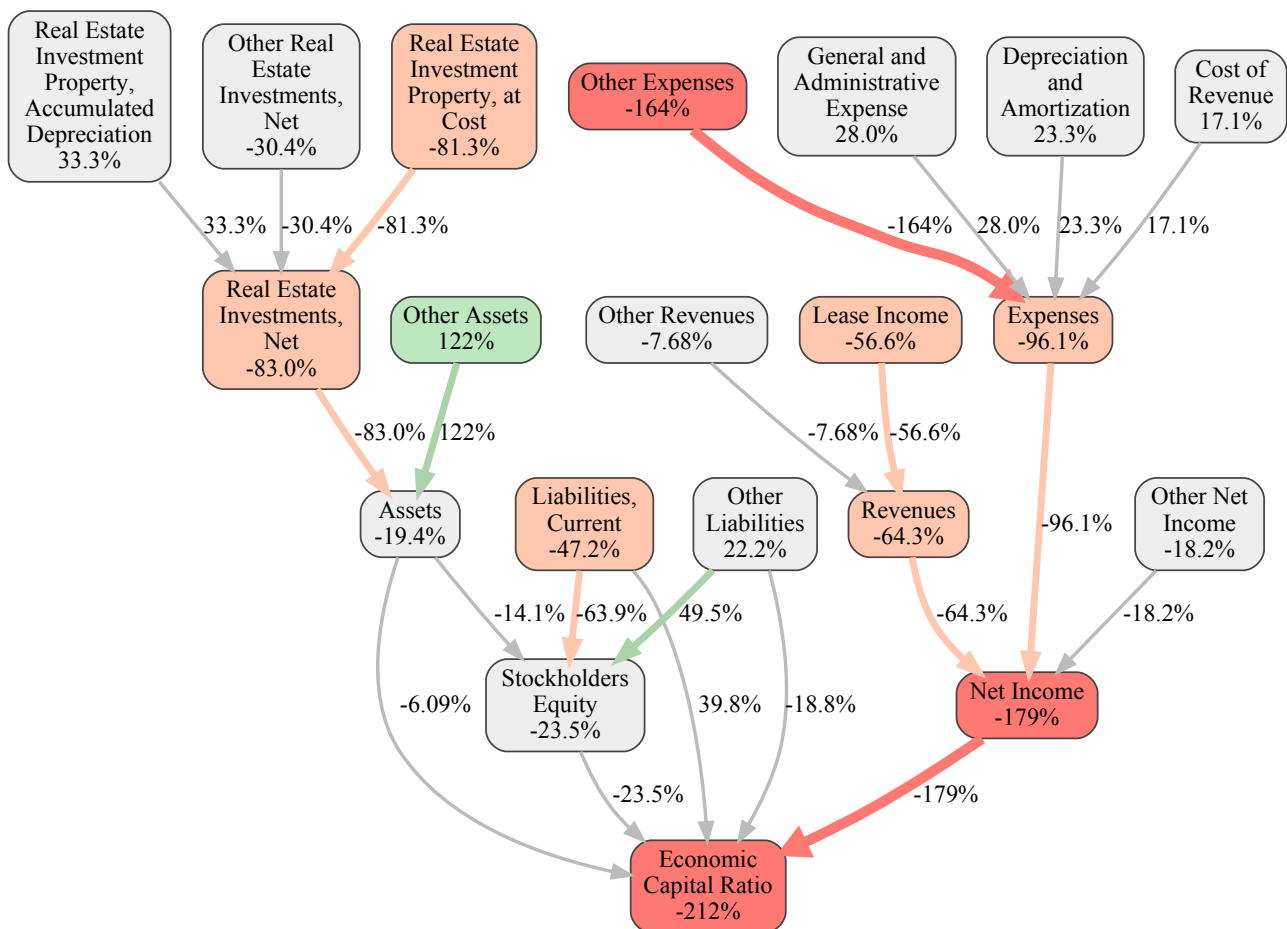 Real Estate
Investment
Property,
Accumulated
Depreciation
33.3%
Other Real
Estate
Investments,
Net
-30.4%
Real Estate
Investment
Property, at
Cost
-81.3%
Other Expenses
-164%
General and
Administrative
Expense
28.0%
Depreciation
and
Amortization
23.3%
Cost of
Revenue
17.1%
33.3%
-30.4%
-81.3%
-164%
28.0%
23.3%
17.1%
Real Estate
Investments,
Net
-83.0%
Other Assets
122%
Other Revenues
-7.68%
Lease Income
-56.6%
Expenses
-96.1%
-83.0%
122%
-7.68%
-56.6%
-96.1%
Assets
-19.4%
Liabilities,
Current
-47.2%
Other
Liabilities
22.2%
Revenues
-64.3%
Other Net
Income
-18.2%
-14.1%
-63.9%
49.5%
-64.3%
-18.2%
Stockholders
Equity
-23.5%
Net Income
-179%
-6.09%
39.8%
-18.8%
-23.5%
-179%
Economic
Capital Ratio
-212%